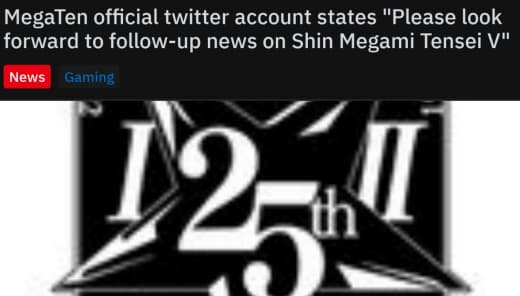 MegaTen official twitter account states "Please look
forward to follow-up news on Shin Megami Tensei V"
News Gaming
I 25th II